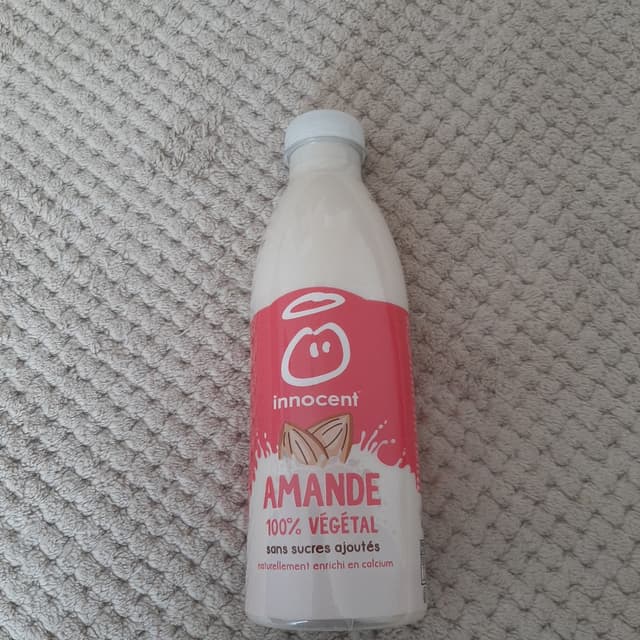 innocent
AMANDE
100% VÉGÉTAL
sans sucres ajoutés
naturellement enrichi en calcium